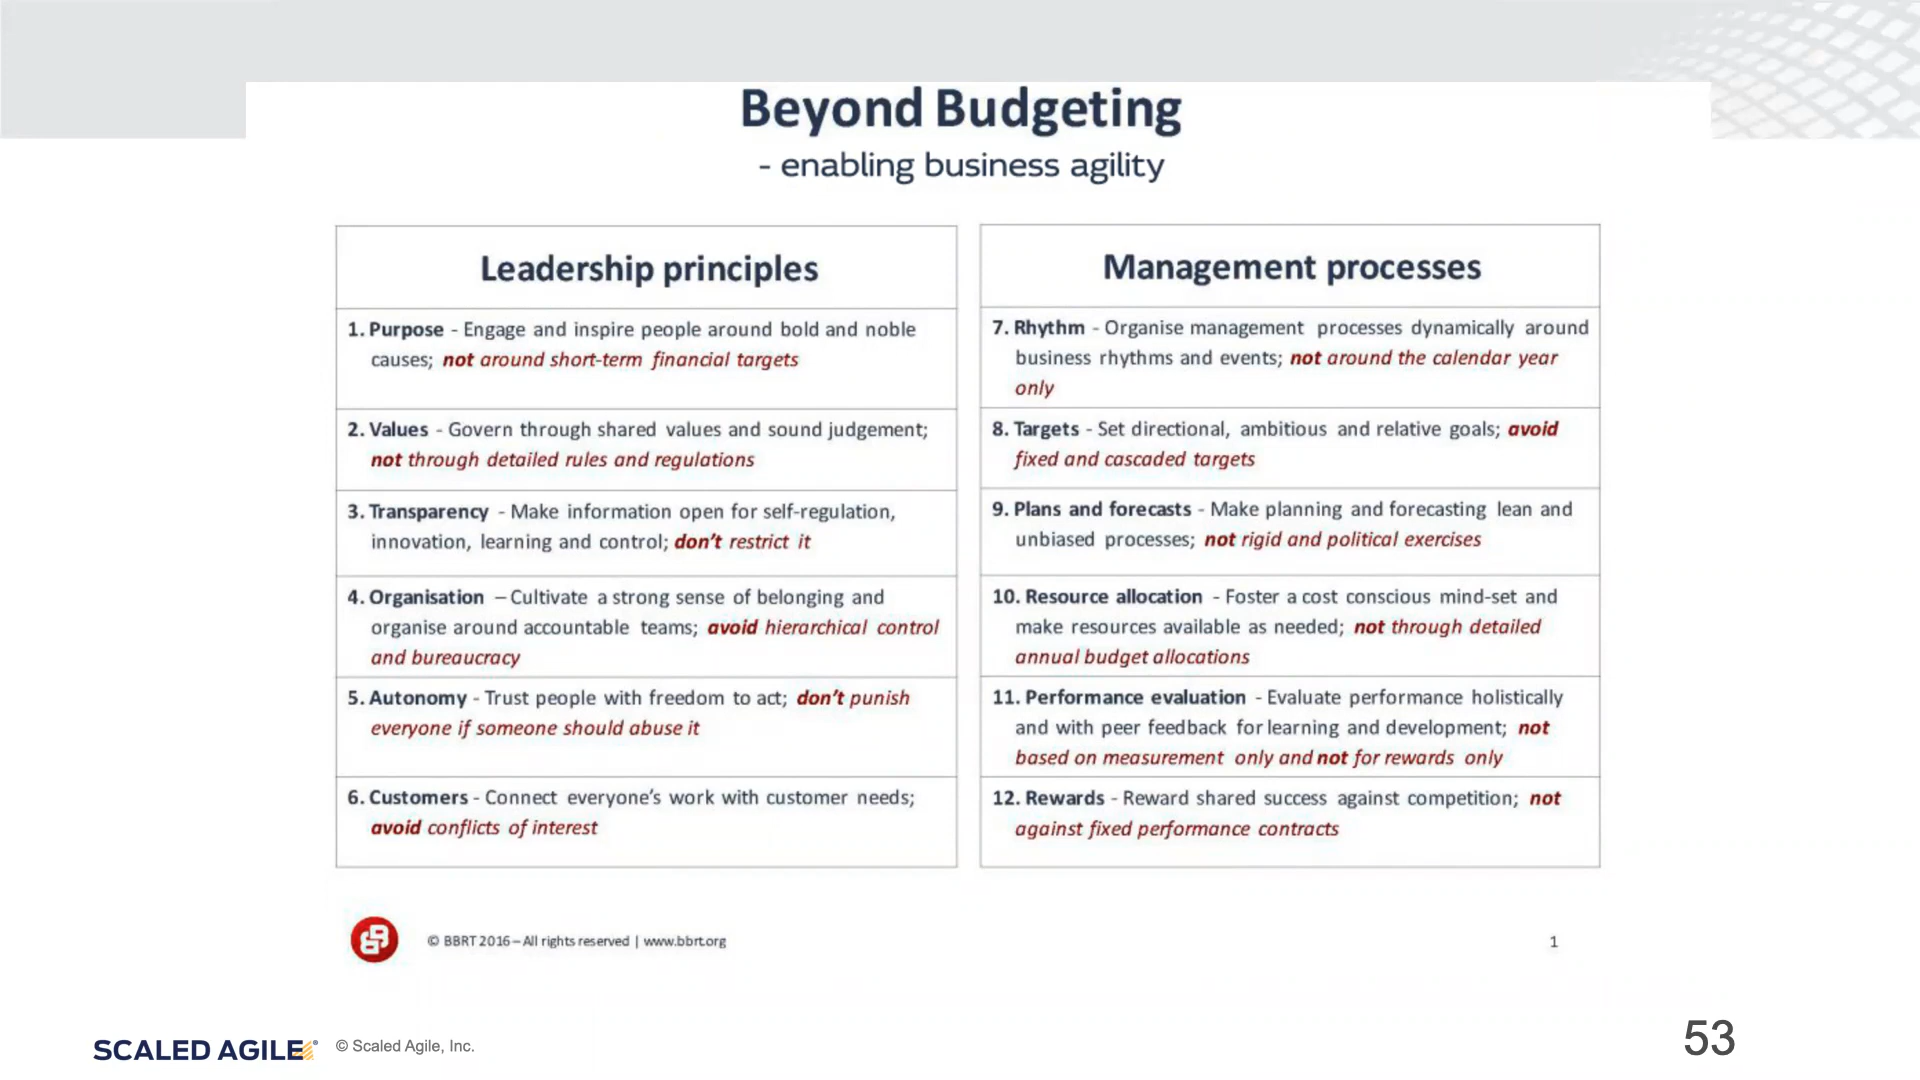 Beyond Budgeting
- enabling business agility
Leadership principles
1. Purpose - Engage and inspire people around bold and noble
causes; not around short-term financial targets
2. Values - Govern through shared values and sound judgement;
not through detailed rules and regulations
3. Transparency - Make information open for self-regulation,
innovation, learning and control; don't restrict it
4. Organisation – Cultivate a strong sense of belonging and
organise around accountable teams; avoid hierarchical control
and bureaucracy
5. Autonomy - Trust people with freedom to act; don't punish
everyone if someone should abuse it
6. Customers - Connect everyone's work with customer needs;
avoid conflicts of interest
Management processes
7. Rhythm - Organise management processes dynamically around
business rhythms and events; not around the calendar year
only
8. Targets - Set directional, ambitious and relative goals; avoid
fixed and cascaded targets
9. Plans and forecasts - Make planning and forecasting lean and
unbiased processes; not rigid and political exercises
10. Resource allocation - Foster a cost conscious mind-set and
make resources available as needed; not through detailed
annual budget allocations
11. Performance evaluation - Evaluate performance holistically
and with peer feedback for learning and development; not
based on measurement only and not for rewards only
12. Rewards - Reward shared success against competition; not
against fixed performance contracts
© BBRT 2016 – All rights reserved | www.bbrt.org
1
SCALED AGILE® © Scaled Agile, Inc.
53